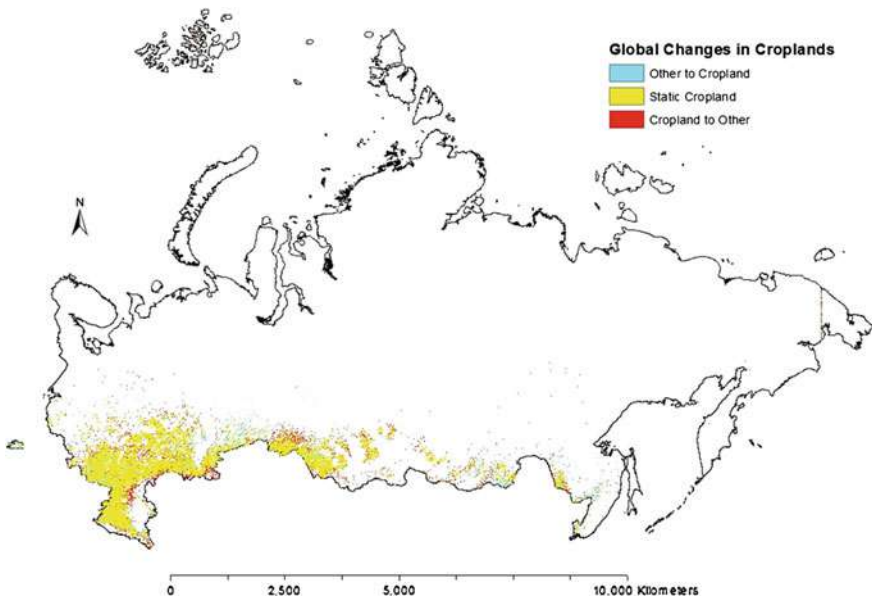 Global Changes in Croplands
Other to Cropland
Static Cropland
Cropland to Other
N
0 2,500 5,000 10,000 Kilometers